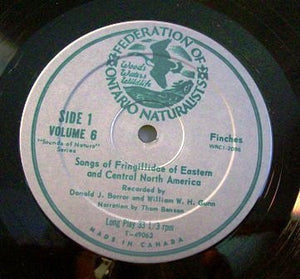 FEDERATION OF
ONTARIO NATURALISTS
Woods
Waters
Wildlife
SIDE 1
VOLUME 6
"Sounds of Nature"
Series
Finches
Songs of Fringillidae of Eastern
and Central North America
Recorded by
Donald J. Borror and William W. H. Gunn
Narration by Thom Benson
Long Play 33 1/3 rpm
T-49063
MADE IN CANADA